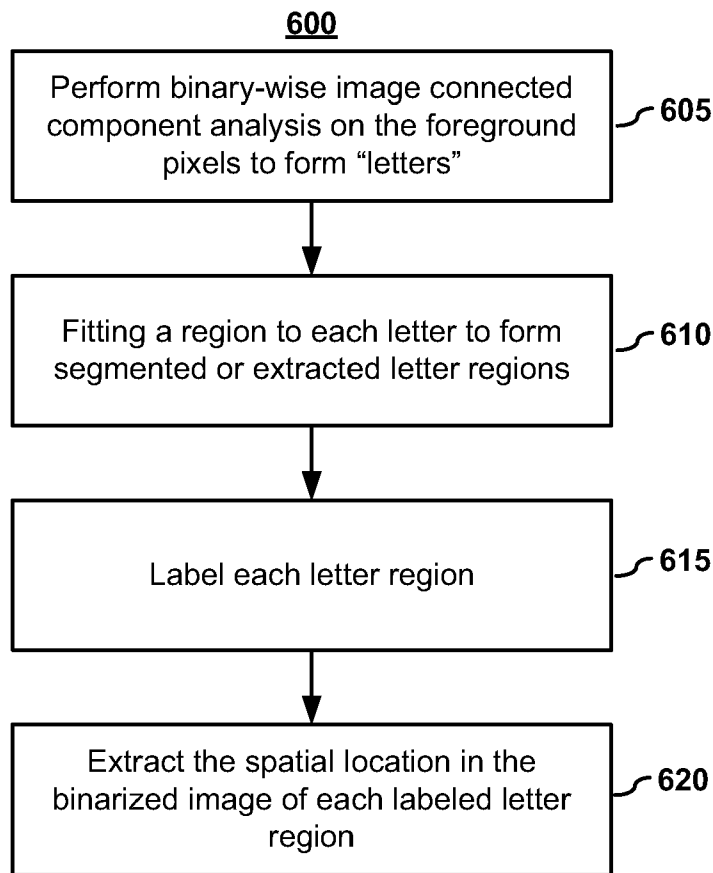 600
Perform binary-wise image connected
component analysis on the foreground
pixels to form “letters”
605
Fitting a region to each letter to form
segmented or extracted letter regions
610
Label each letter region
615
Extract the spatial location in the
binarized image of each labeled letter
region
620